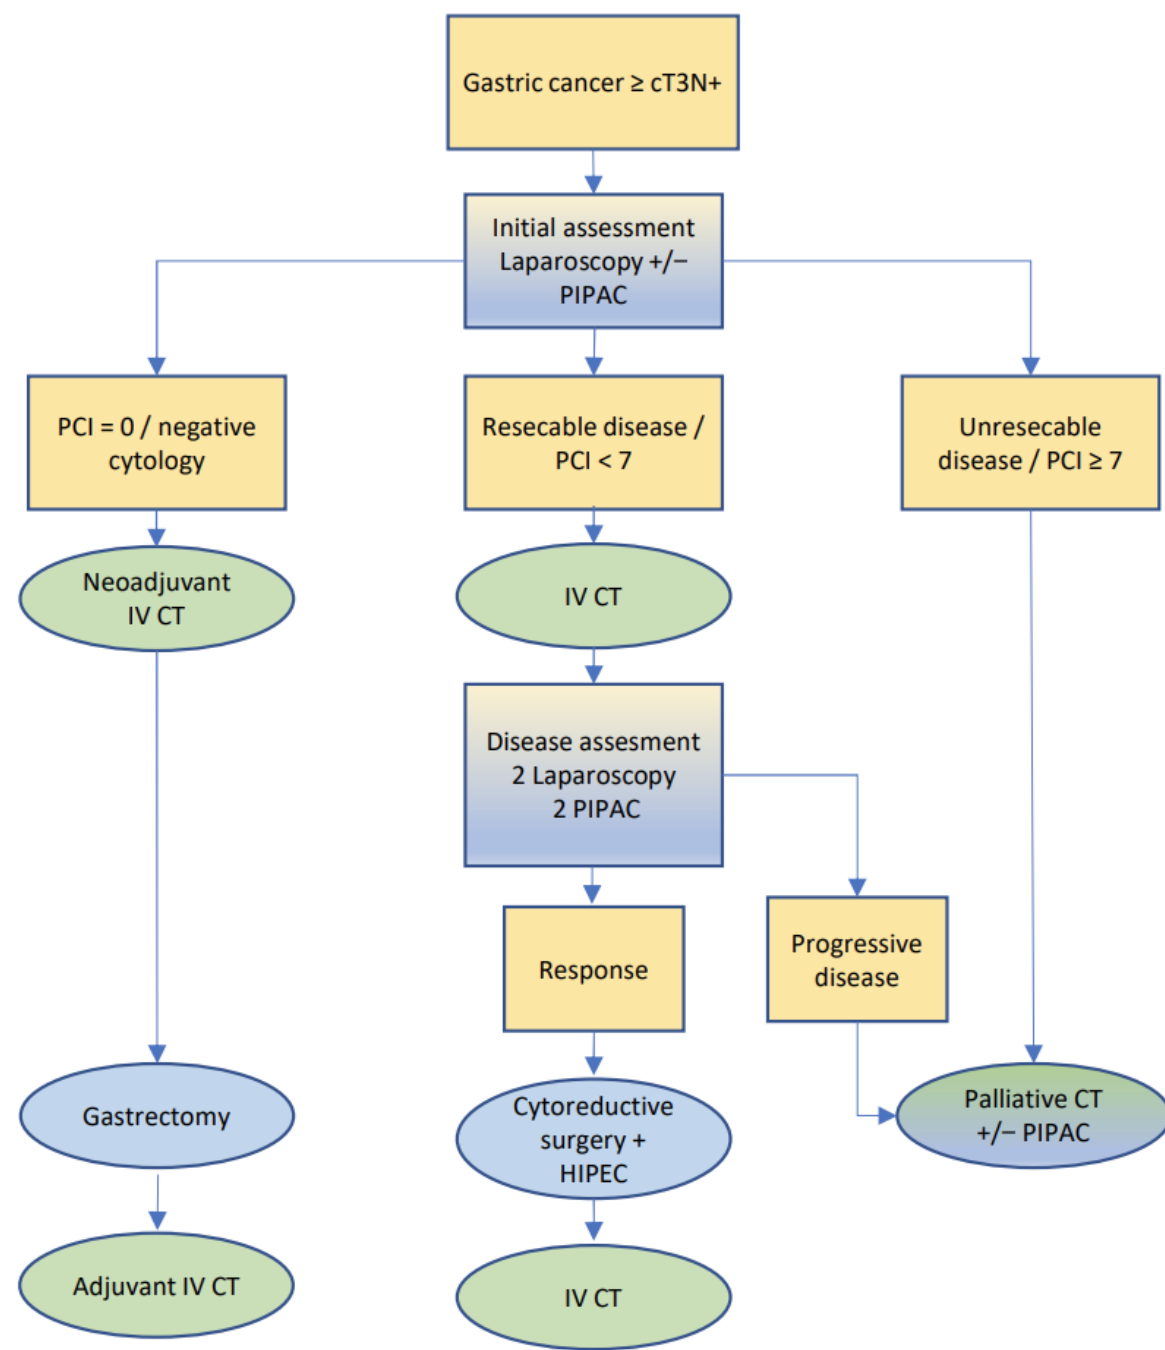 Gastric cancer ≥ cT3N+
Initial assessment
Laparoscopy +/−
PIPAC
PCI = 0 / negative
cytology
Resecable disease /
PCI < 7
Unresecable
disease / PCI ≥ 7
Neoadjuvant
IV CT
IV CT
Disease assesment
2 Laparoscopy
2 PIPAC
Response
Progressive
disease
Gastrectomy
Cytoreductive
surgery +
HIPEC
Palliative CT
+/− PIPAC
Adjuvant IV CT
IV CT